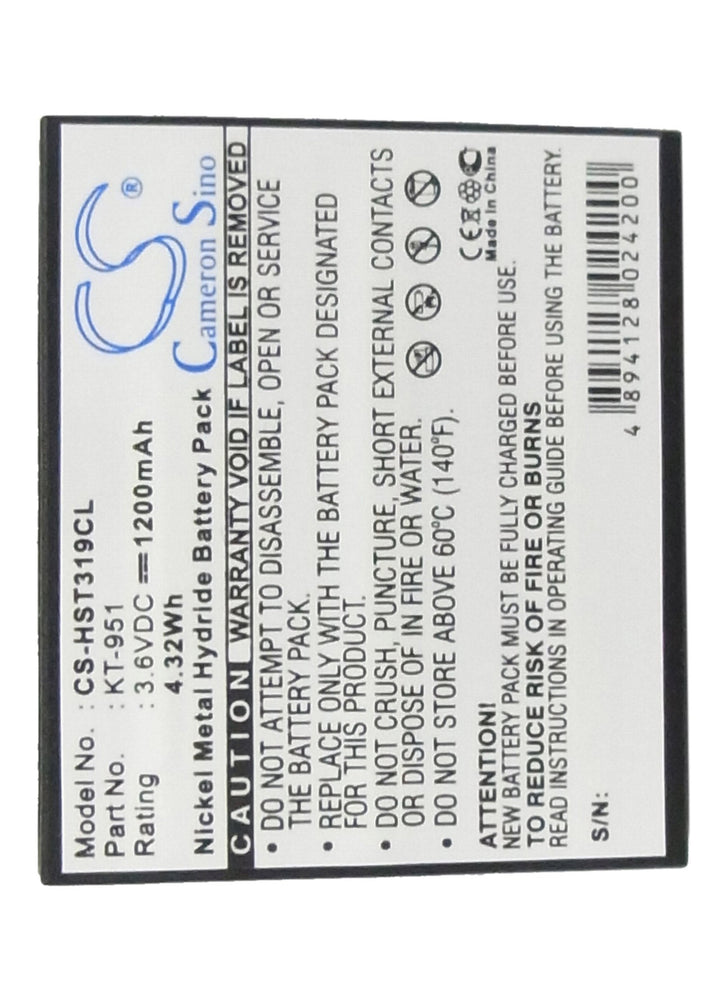 Model No. : CS-HST319CL
Part No. : KT-951
Rating : 3.6VDC ⎓ 1200mAh
4.32Wh
Nickel Metal Hydride Battery Pack
CS®
Cameron Sino
CAUTION WARRANTY VOID IF LABEL IS REMOVED
• DO NOT ATTEMPT TO DISASSEMBLE, OPEN OR SERVICE
THE BATTERY PACK.
• REPLACE ONLY WITH THE BATTERY PACK DESIGNATED
FOR THIS PRODUCT.
• DO NOT CRUSH, PUNCTURE, SHORT EXTERNAL CONTACTS
OR DISPOSE OF IN FIRE OR WATER.
• DO NOT STORE ABOVE 60ºC (140ºF).
CE
Made in China
ATTENTION!
NEW BATTERY PACK MUST BE FULLY CHARGED BEFORE USE.
TO REDUCE RISK OF FIRE OR BURNS
READ INSTRUCTIONS IN OPERATING GUIDE BEFORE USING THE BATTERY.
S/N:
4 894128 024200